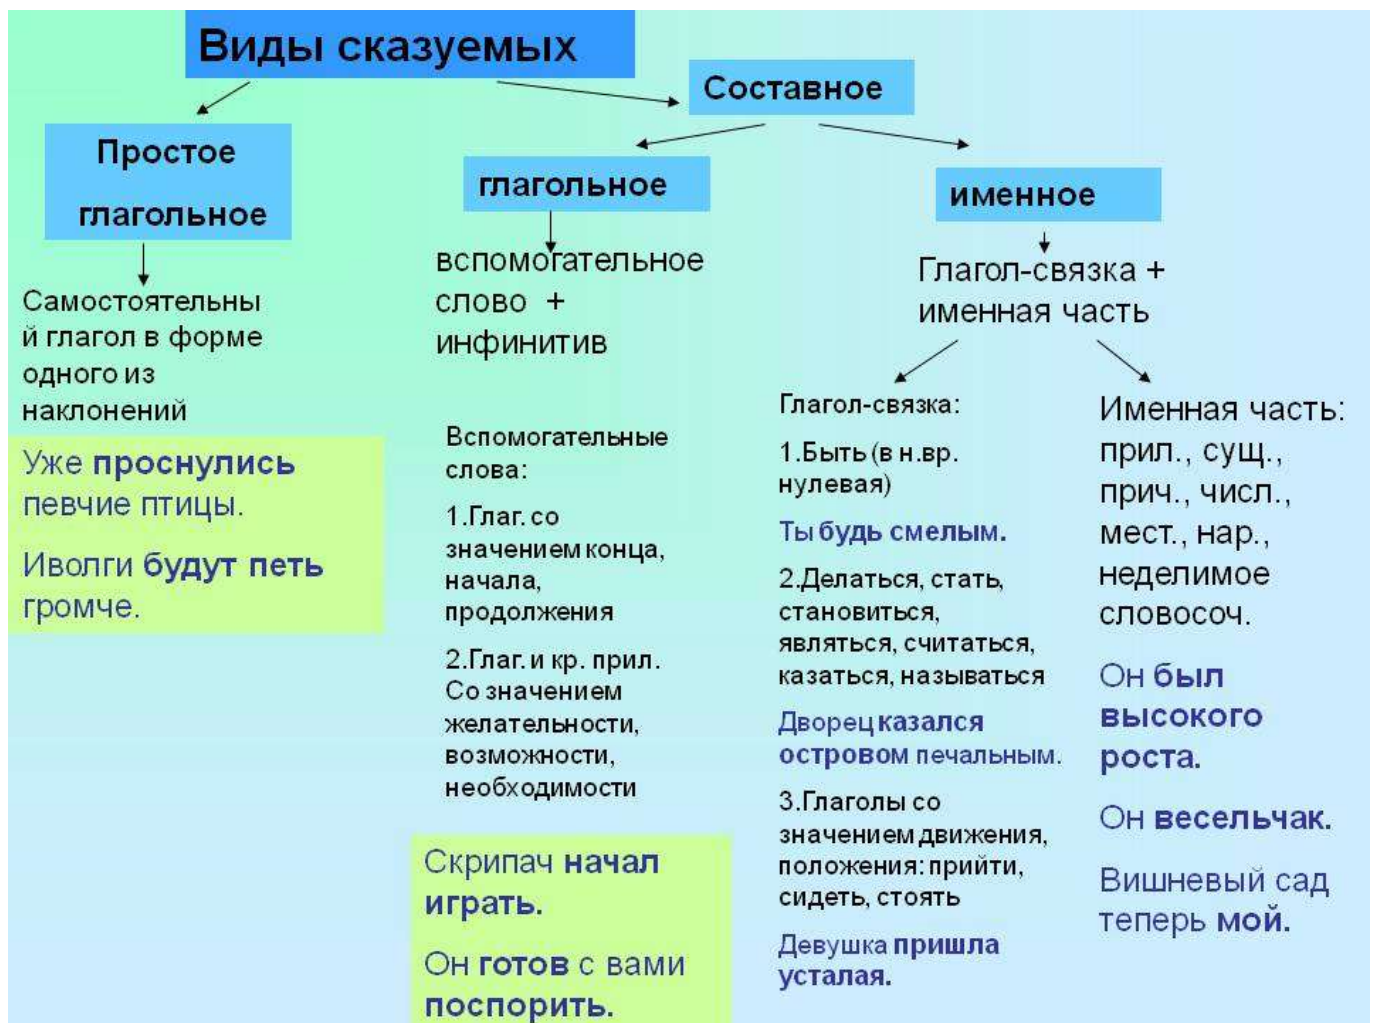 Виды сказуемых
Составное
Простое
глагольное
глагольное
именное
Самостоятельны
й глагол в форме
одного из
наклонений
Уже проснулись
певчие птицы.
Иволги будут петь
громче.
вспомогательное
слово +
инфинитив
Вспомогательные
слова:
1.Глаг. со
значением конца,
начала,
продолжения
2.Глаг. и кр. прил.
Со значением
желательности,
возможности,
необходимости
Скрипач начал
играть.
Он готов с вами
поспорить.
Глагол-связка +
именная часть
Глагол-связка:
1.Быть (в н.вр.
нулевая)
Ты будь смелым.
2.Делаться, стать,
становиться,
являться, считаться,
казаться, называться
Дворец казался
островом печальным.
3.Глаголы со
значением движения,
положения: прийти,
сидеть, стоять
Девушка пришла
усталая.
Именная часть:
прил., сущ.,
прич., числ.,
мест., нар.,
неделимое
словосоч.
Он был
высокого
роста.
Он весельчак.
Вишневый сад
теперь мой.